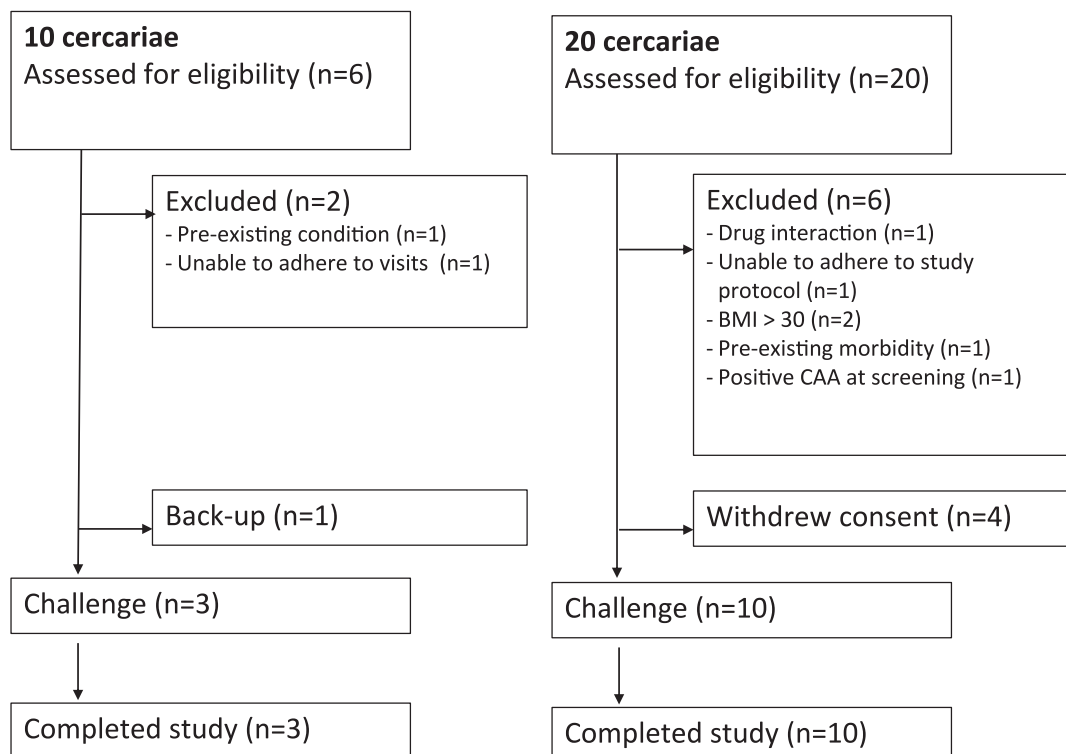 10 cercariae
Assessed for eligibility (n=6)
Excluded (n=2)
- Pre-existing condition (n=1)
- Unable to adhere to visits (n=1)
Back-up (n=1)
Challenge (n=3)
Completed study (n=3)
20 cercariae
Assessed for eligibility (n=20)
Excluded (n=6)
- Drug interaction (n=1)
- Unable to adhere to study
protocol (n=1)
- BMI > 30 (n=2)
- Pre-existing morbidity (n=1)
- Positive CAA at screening (n=1)
Withdrew consent (n=4)
Challenge (n=10)
Completed study (n=10)